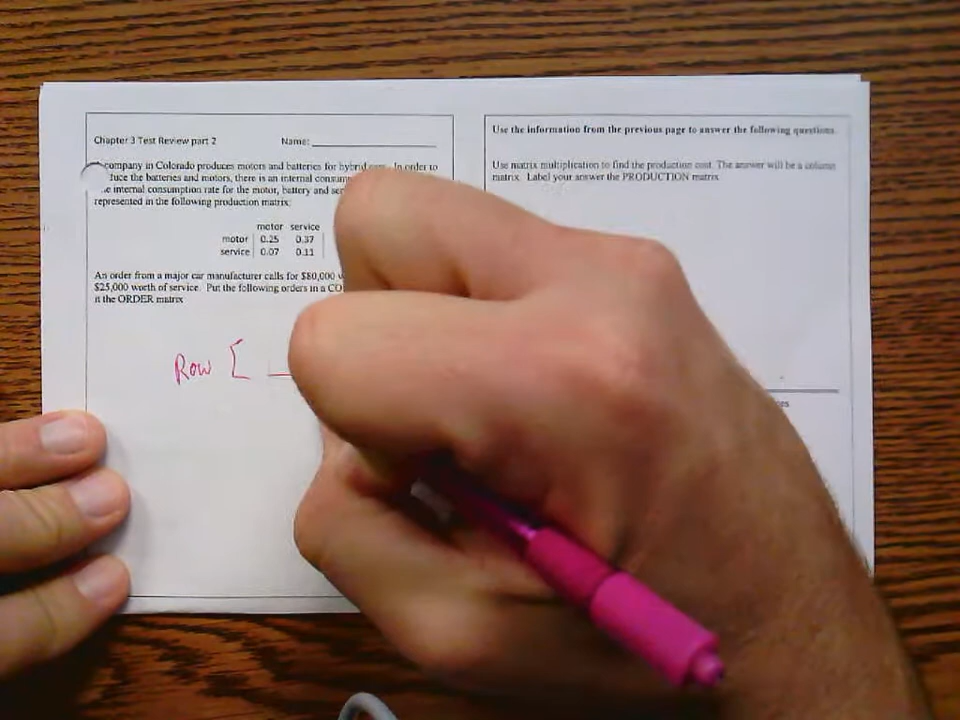 Chapter 3 Test Review part 2 Name:
company in Colorado produces motors and batteries for hybrid In order to
duce the batteries and motors, there is an internal
internal consumption rate for the motor, battery and
represented in the following production matrix:
motor service
motor 0.25 0.37
service 0.07 0.11
An order from a major car manufacturer calls for $80,000
$25,000 worth of service. Put the following orders in a
it the ORDER matrix
Row [
Use the information from the previous page to answer the following questions.
Use matrix multiplication to find the production cost. The answer will be a column
matrix. Label your answer the PRODUCTION matrix